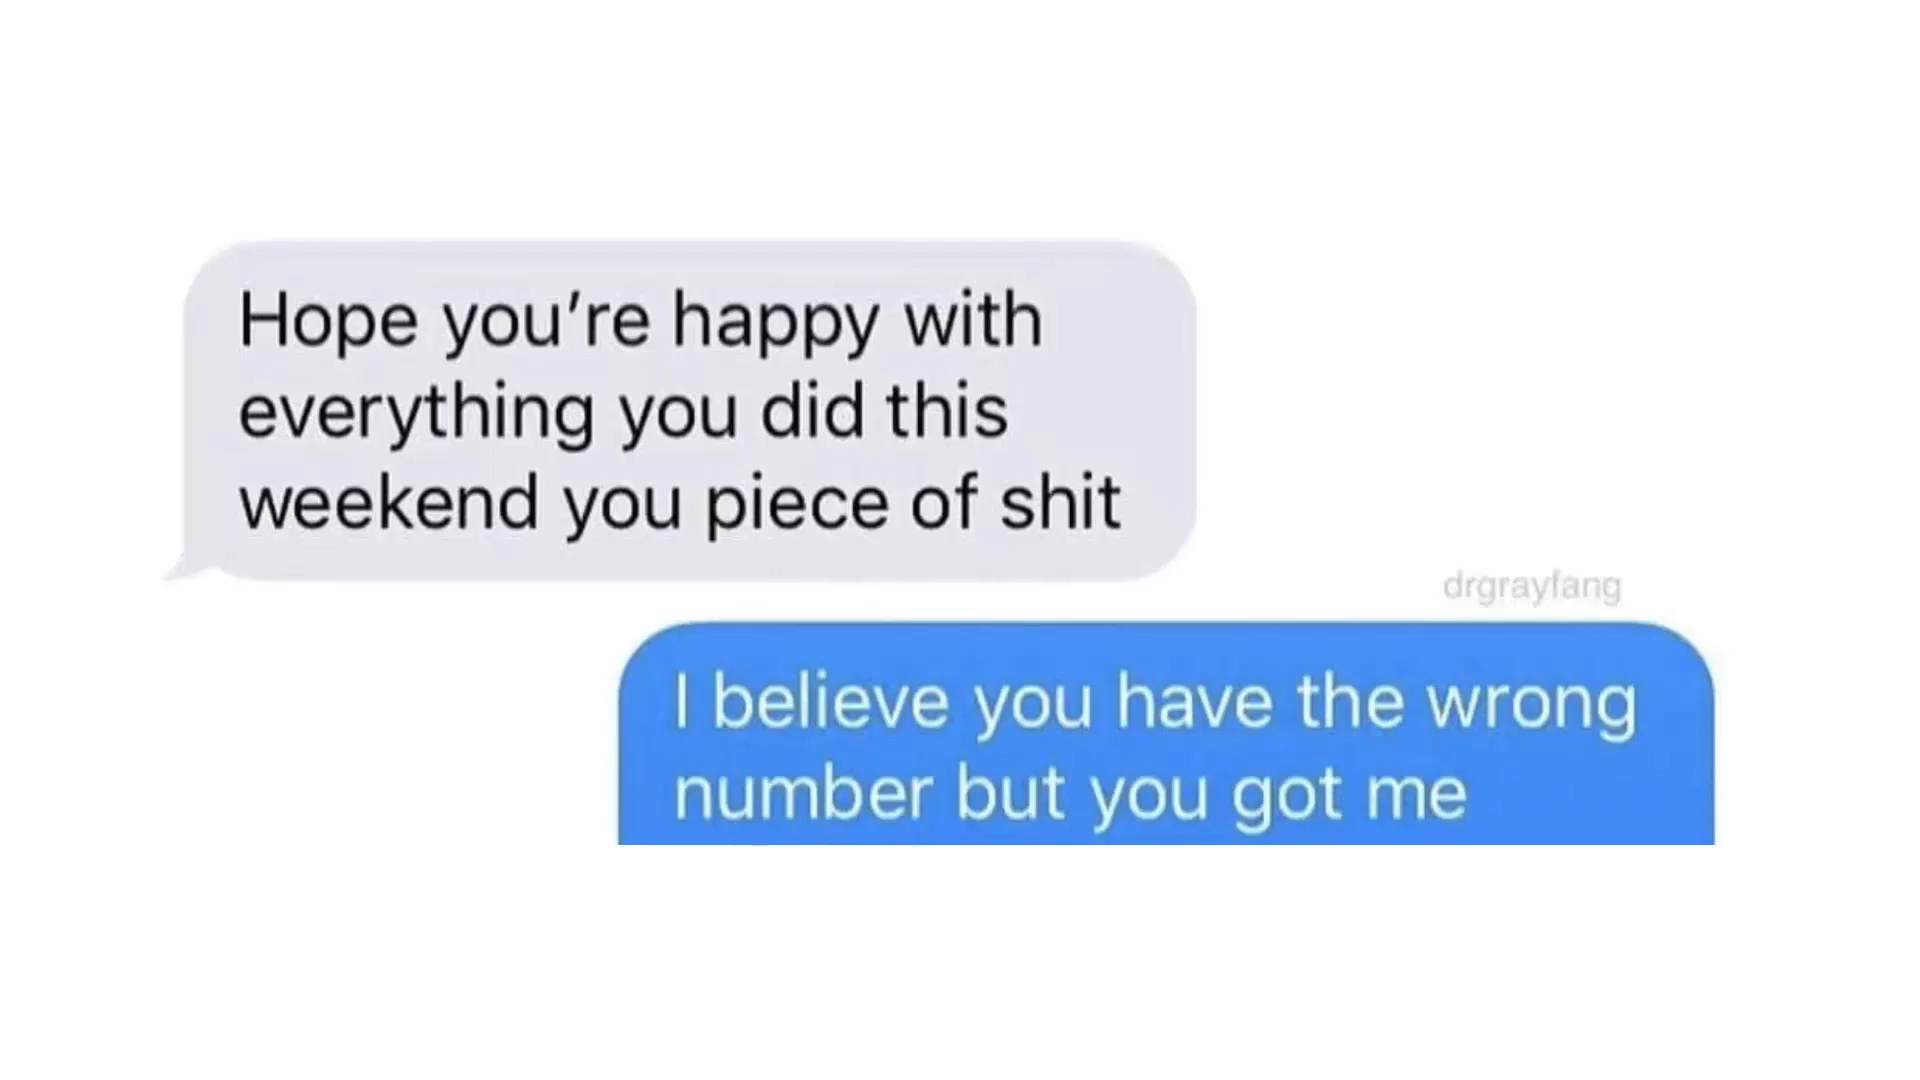 Hope you’re happy with
everything you did this
weekend you piece of shit
drgrayfang
I believe you have the wrong
number but you got me